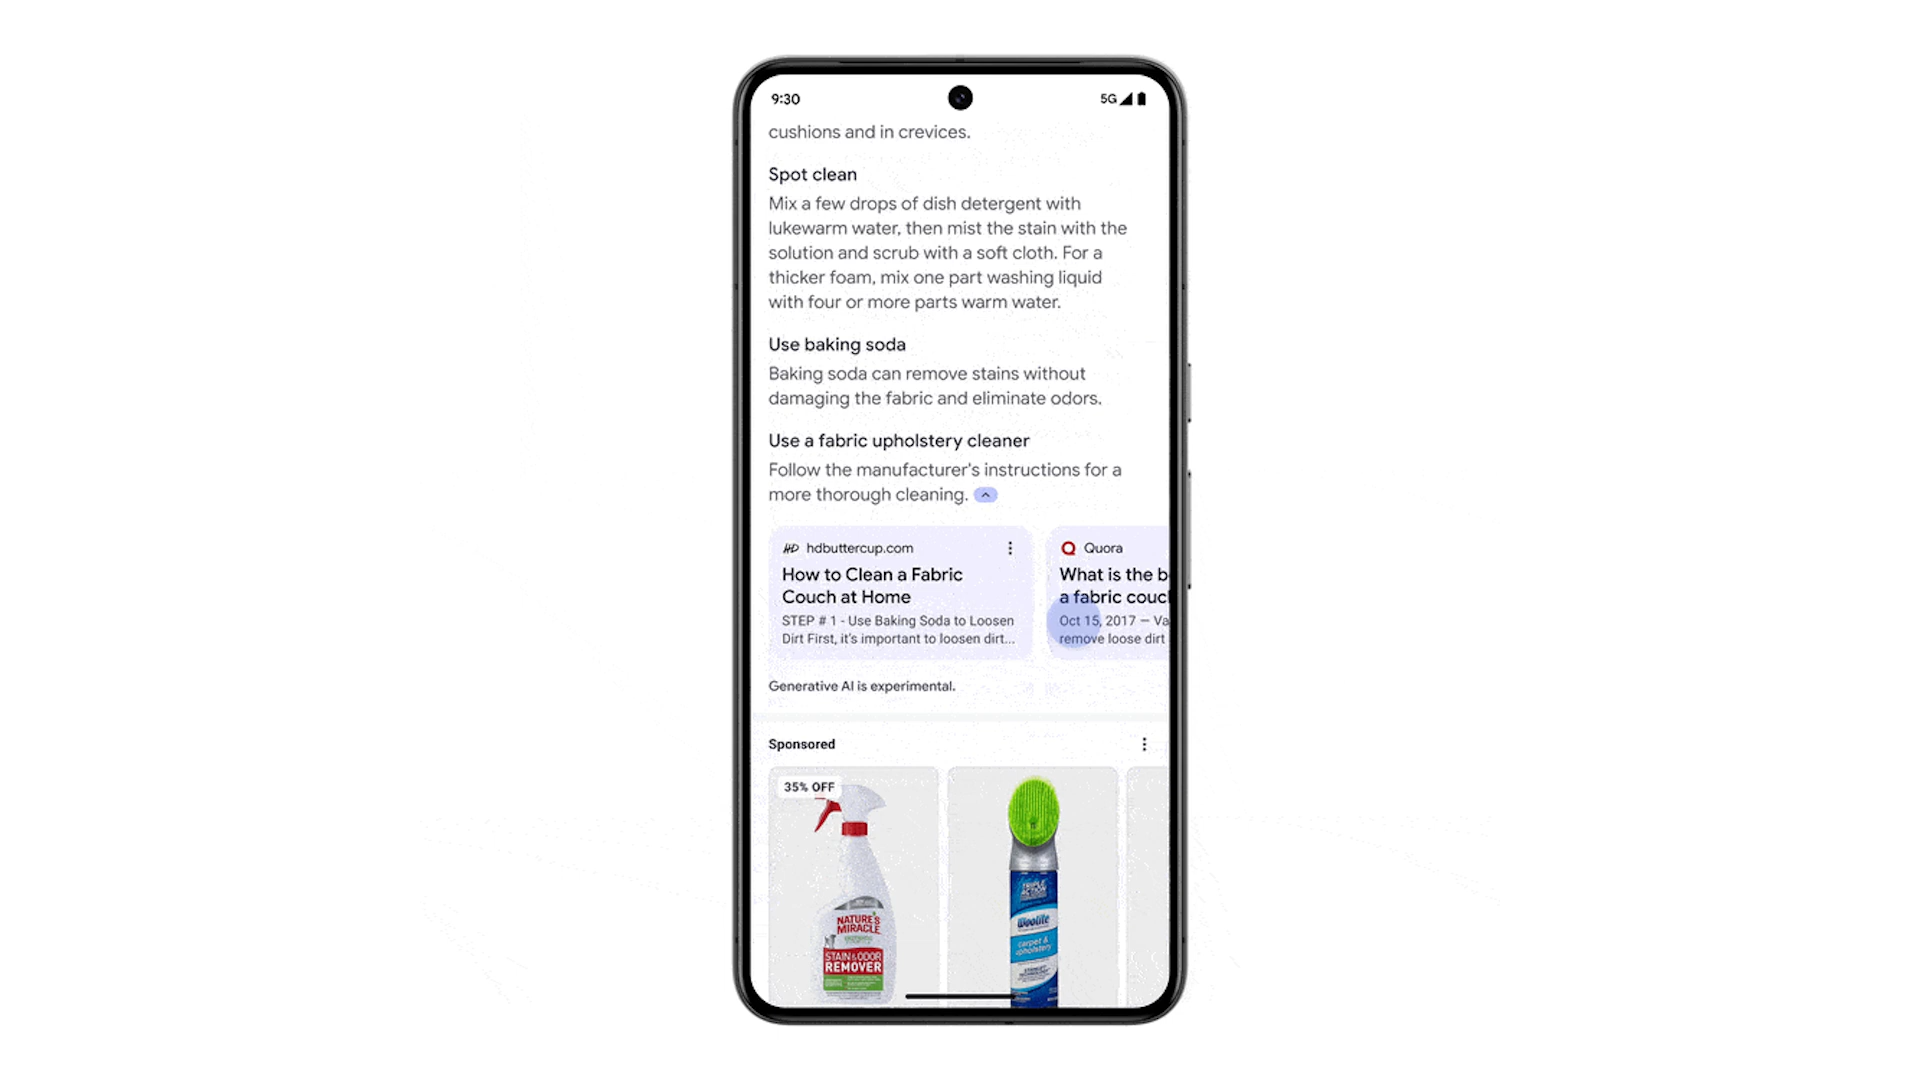 9:30
5G
cushions and in crevices.
Spot clean
Mix a few drops of dish detergent with
lukewarm water, then mist the stain with the
solution and scrub with a soft cloth. For a
thicker foam, mix one part washing liquid
with four or more parts warm water.
Use baking soda
Baking soda can remove stains without
damaging the fabric and eliminate odors.
Use a fabric upholstery cleaner
Follow the manufacturer's instructions for a
more thorough cleaning.
HD hdbuttercup.com
How to Clean a Fabric
Couch at Home
STEP # 1 - Use Baking Soda to Loosen
Dirt First, it's important to loosen dirt...
Quora
What is the b
a fabric couc
Oct 15, 2017 — Va
remove loose dirt
Generative AI is experimental.
Sponsored
35% OFF
NATURE'S
MIRACLE
STAIN & ODOR
REMOVER
TRIPLE
ACTION
Woolite
carpet &
upholstery